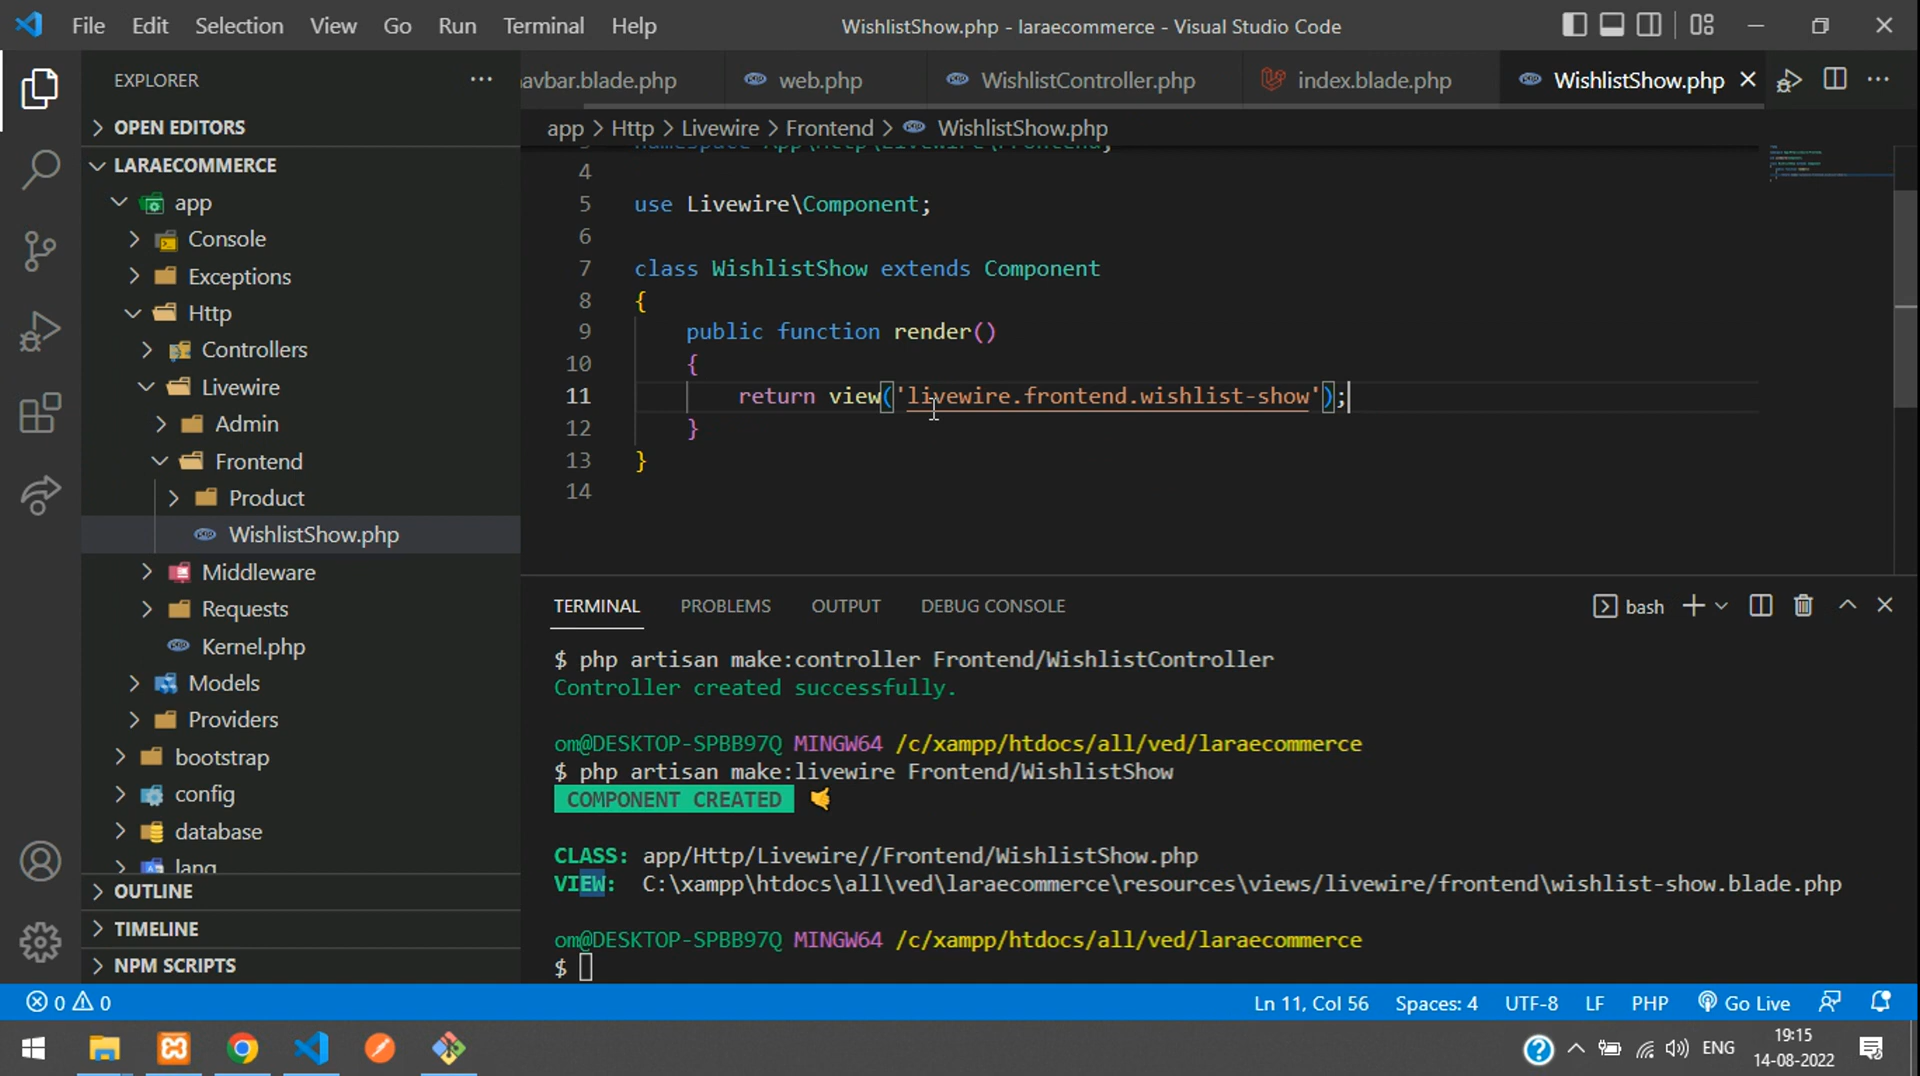 File Edit Selection View Go Run Terminal Help
WishlistShow.php - laraecommerce - Visual Studio Code
EXPLORER
avbar.blade.php web.php WishlistController.php index.blade.php WishlistShow.php
OPEN EDITORS
app > Http > Livewire > Frontend > WishlistShow.php
LARAECOMMERCE
app
Console
Exceptions
Http
Controllers
Livewire
Admin
Frontend
Product
WishlistShow.php
Middleware
Requests
Kernel.php
Models
Providers
bootstrap
config
database
lang
OUTLINE
TIMELINE
NPM SCRIPTS
3 namespace App\Http\Livewire\Frontend;
4
5 use Livewire\Component;
6
7 class WishlistShow extends Component
8 {
9 public function render()
10 {
11 return view('livewire.frontend.wishlist-show');
12 }
13 }
14
TERMINAL PROBLEMS OUTPUT DEBUG CONSOLE
bash
$ php artisan make:controller Frontend/WishlistController
Controller created successfully.
om@DESKTOP-SPBB97Q MINGW64 /c/xampp/htdocs/all/ved/laraecommerce
$ php artisan make:livewire Frontend/WishlistShow
COMPONENT CREATED
CLASS: app/Http/Livewire//Frontend/WishlistShow.php
VIEW: C:\xampp\htdocs\all\ved\laraecommerce\resources\views/livewire/frontend\wishlist-show.blade.php
om@DESKTOP-SPBB97Q MINGW64 /c/xampp/htdocs/all/ved/laraecommerce
$
0 0
Ln 11, Col 56 Spaces: 4 UTF-8 LF PHP Go Live
ENG
19:15
14-08-2022